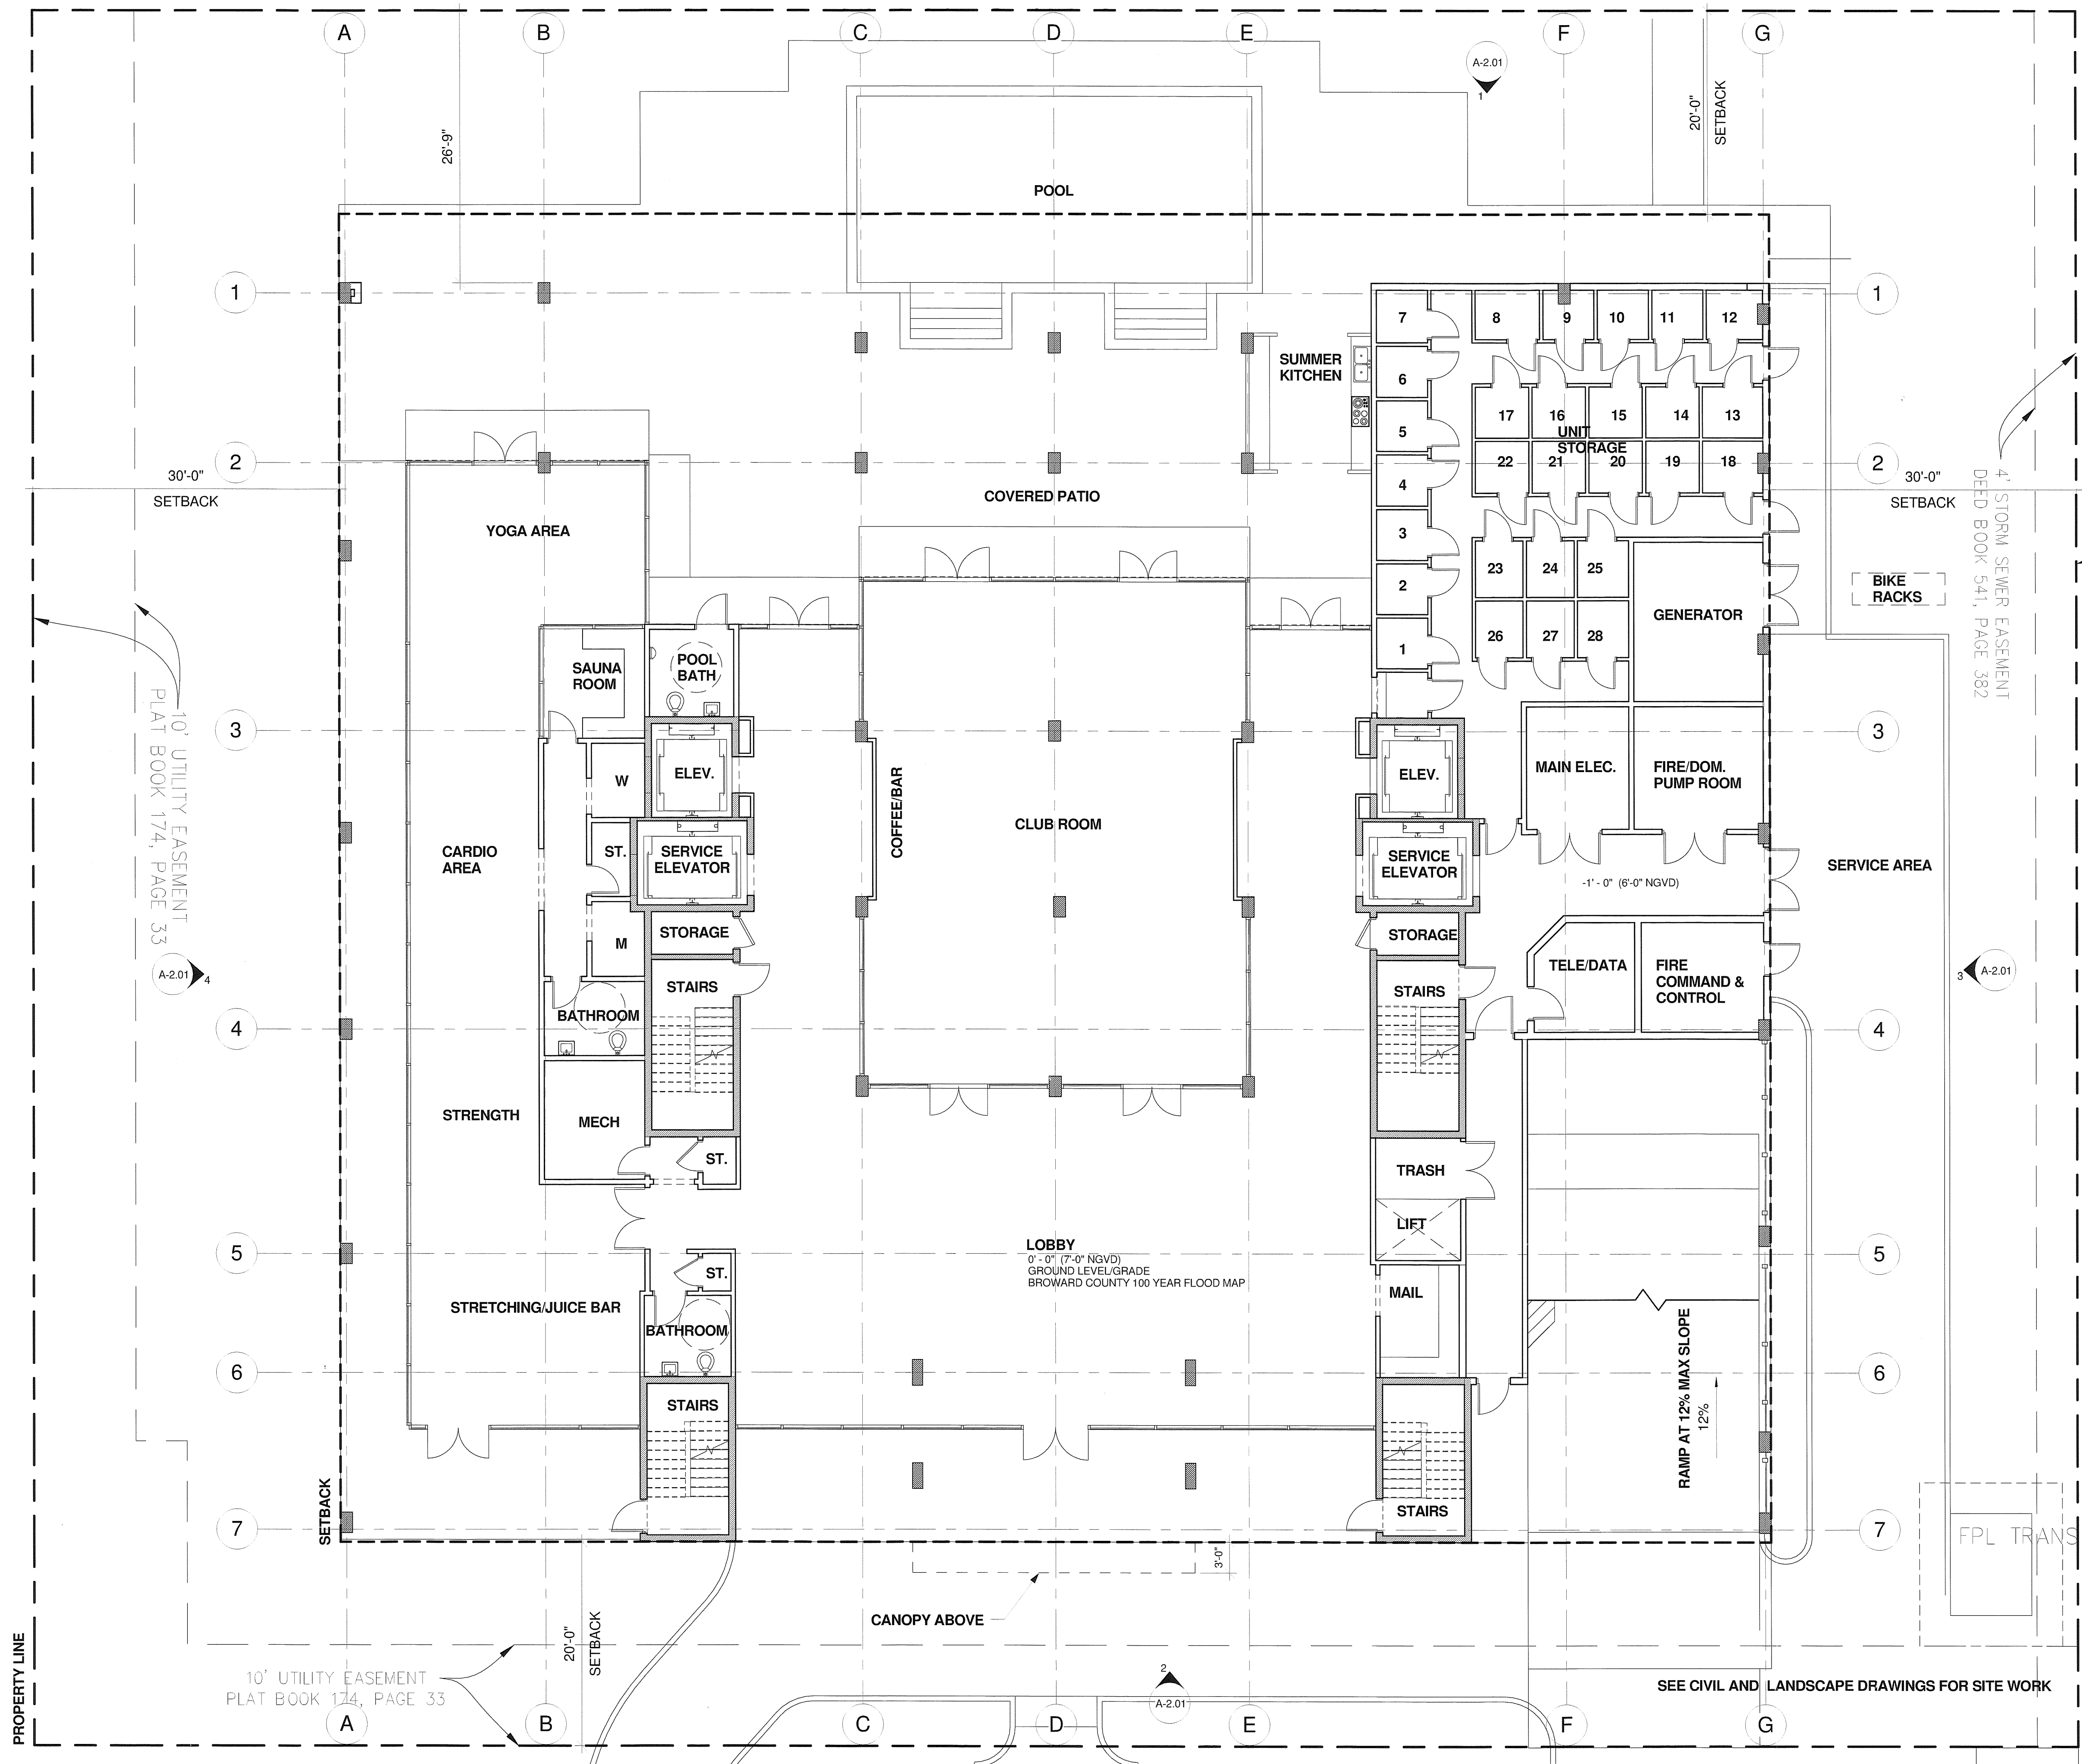 A
B
C
D
E
F
G
A-2.01
1
26'-9"
20'-0"
SETBACK
POOL
1
1
7
8
9
10
11
12
SUMMER
KITCHEN
6
5
17
16
15
14
13
UNIT
STORAGE
2
2
22
21
20
19
18
4
30'-0"
SETBACK
30'-0"
SETBACK
COVERED PATIO
4' STORM SEWER EASEMENT
DEED BOOK 541, PAGE 382
YOGA AREA
3
23
24
25
2
BIKE
RACKS
GENERATOR
26
27
28
1
SAUNA
ROOM
POOL
BATH
10' UTILITY EASEMENT
PLAT BOOK 174, PAGE 33
3
3
W
ELEV.
COFFEE/BAR
CLUB ROOM
ELEV.
MAIN ELEC.
FIRE/DOM.
PUMP ROOM
CARDIO
AREA
ST.
SERVICE
ELEVATOR
SERVICE
ELEVATOR
-1' - 0" (6'-0" NGVD)
SERVICE AREA
M
STORAGE
STORAGE
A-2.01
4
STAIRS
STAIRS
TELE/DATA
FIRE
COMMAND &
CONTROL
3
A-2.01
4
4
BATHROOM
STRENGTH
MECH
ST.
TRASH
LIFT
5
5
LOBBY
0' - 0" (7'-0" NGVD)
GROUND LEVEL/GRADE
BROWARD COUNTY 100 YEAR FLOOD MAP
ST.
MAIL
STRETCHING/JUICE BAR
BATHROOM
6
6
RAMP AT 12% MAX SLOPE
12%
STAIRS
STAIRS
SETBACK
7
7
FPL TRANS
3'-0"
CANOPY ABOVE
20'-0"
SETBACK
PROPERTY LINE
10' UTILITY EASEMENT
PLAT BOOK 174, PAGE 33
2
A-2.01
SEE CIVIL AND LANDSCAPE DRAWINGS FOR SITE WORK
A
B
C
D
E
F
G